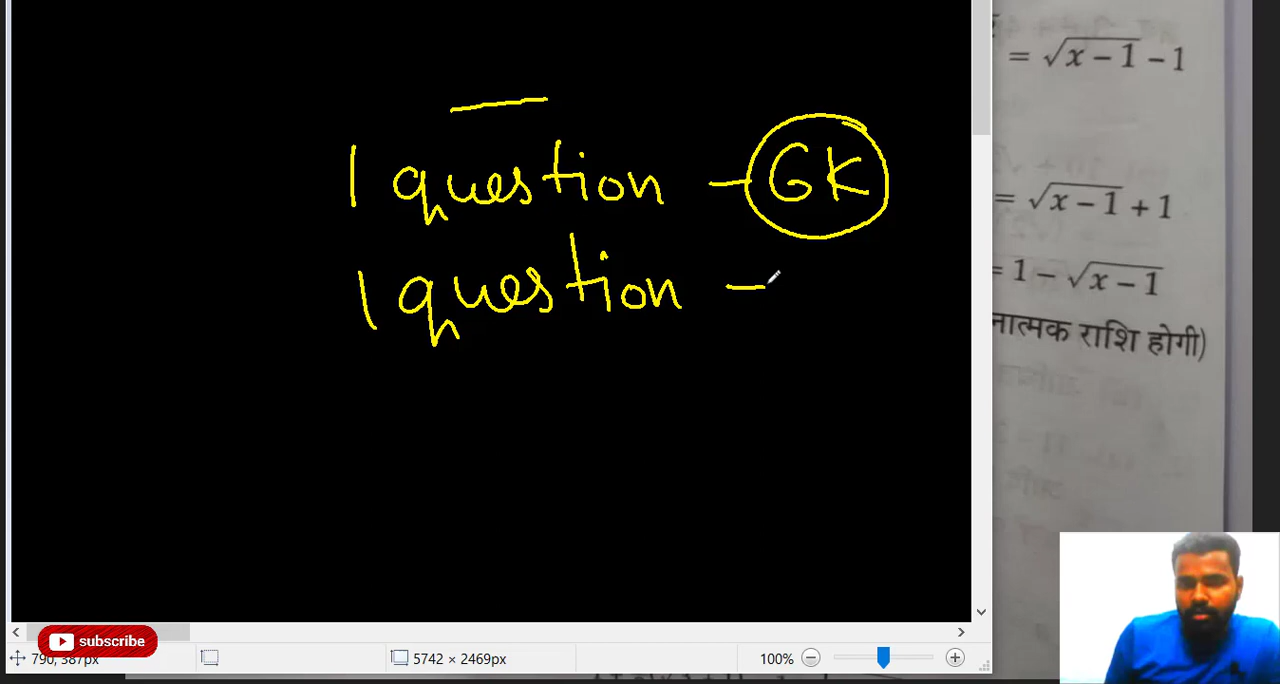 1 question - GK
1 question -
= √x-1 - 1
= √x-1 + 1
= 1 - √x-1
नात्मक राशि होगी)
subscribe
790, 387px
5742 × 2469px
100%